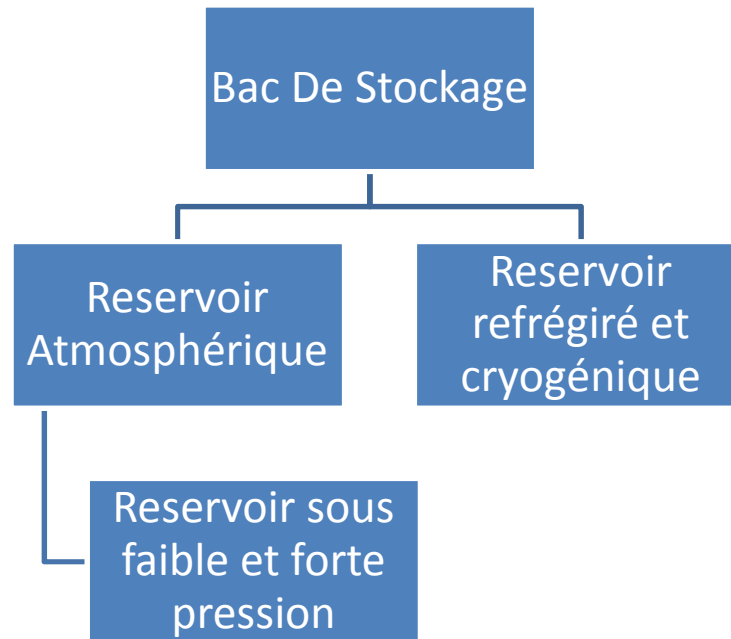 Bac De Stockage
Reservoir
Atmosphérique
Reservoir
refrégiré et
cryogénique
Reservoir sous
faible et forte
pression